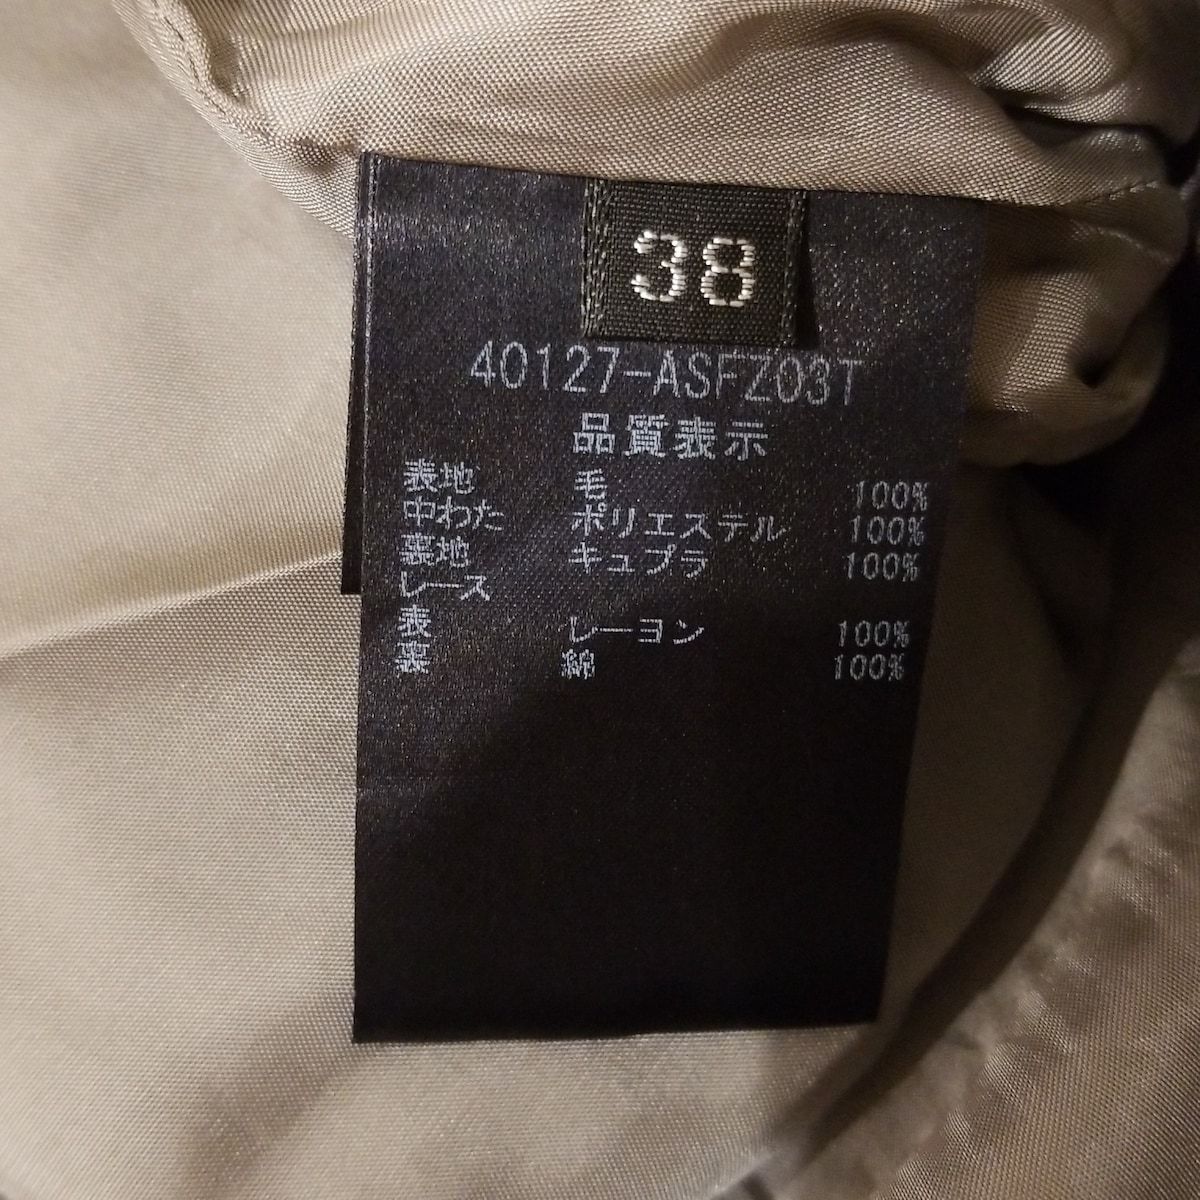 38
40127-ASFZ03T
品質表示
表地 毛 100%
中わた ポリエステル 100%
裏地 キュプラ 100%
レース
表 レーヨン 100%
裏 綿 100%